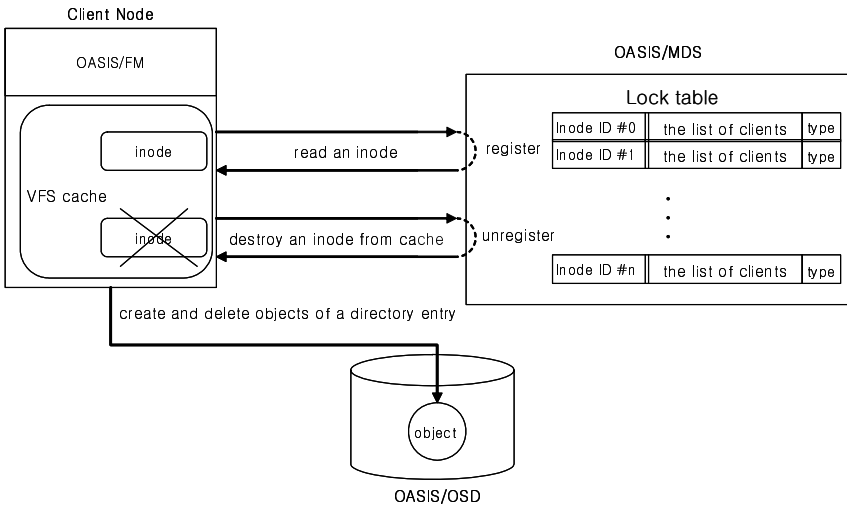 Client Node
OASIS/FM
OASIS/MDS
Lock table
Inode ID #0 the list of clients type
Inode ID #1 the list of clients type
inode
read an inode
register
VFS cache
inode
destroy an inode from cache
unregister
Inode ID #n the list of clients type
create and delete objects of a directory entry
object
OASIS/OSD